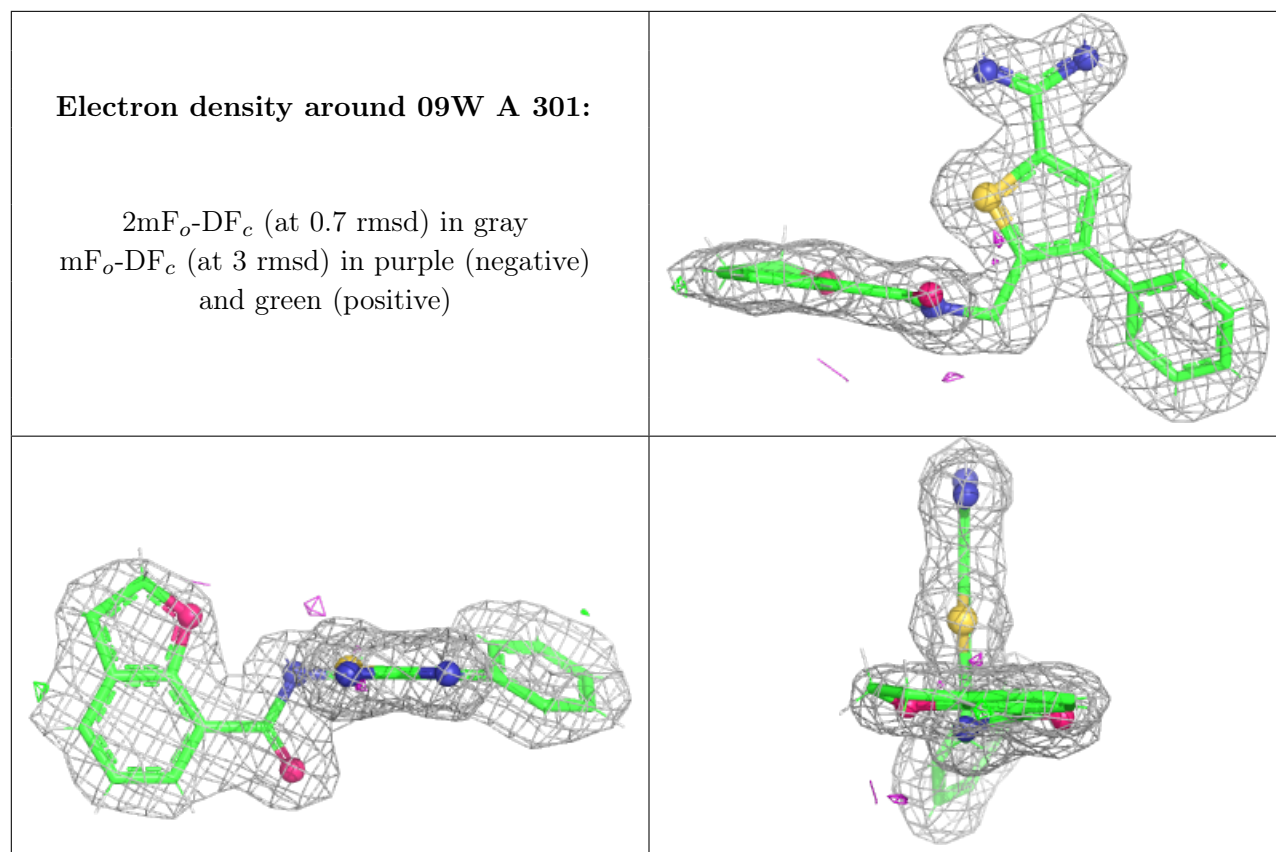 Electron density around 09W A 301:
2mFₒ-DF𝒸 (at 0.7 rmsd) in gray
mFₒ-DF𝒸 (at 3 rmsd) in purple (negative)
and green (positive)